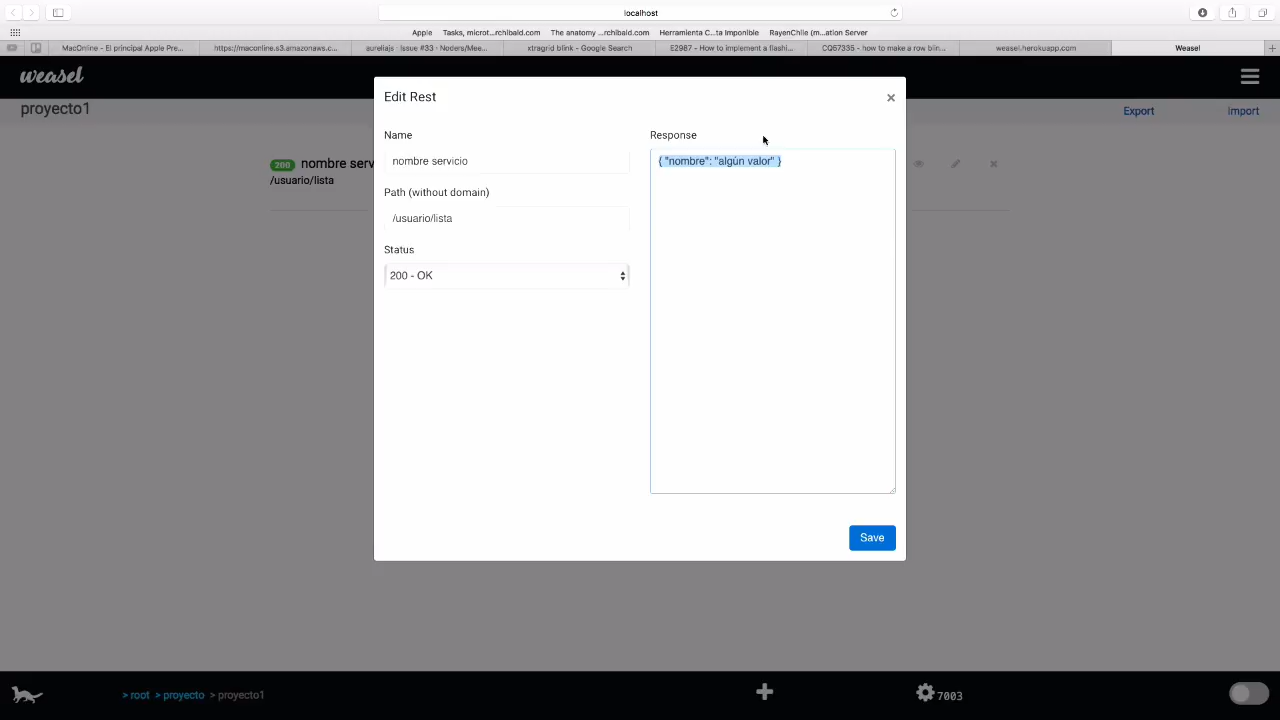 localhost
Apple Tasks, microt...rchibald.com The anatomy ...rchibald.com Herramienta C...ta Imponible RayenChile (m...ation Server
MacOnline - El principal Apple Pre... https://maconline.s3.amazonaws.c... aureliajs · Issue #33 · Noders/Mee... xtragrid blink - Google Search E2987 - How to implement a flashi... CQ57335 - how to make a row blin... weasel.herokuapp.com Weasel
weasel
proyecto1
Export Import
200 nombre serv
/usuario/lista
Edit Rest
×
Name
nombre servicio
Path (without domain)
/usuario/lista
Status
200 - OK
Response
{ "nombre": "algún valor" }
Save
> root > proyecto > proyecto1
7003